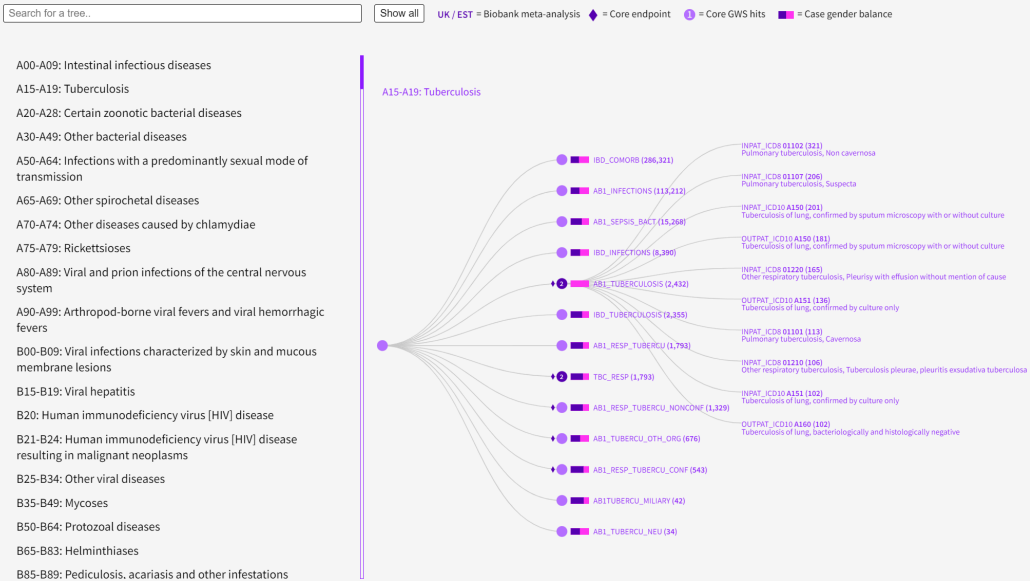 Search for a tree..
Show all
UK / EST = Biobank meta-analysis
= Core endpoint
1 = Core GWS hits
= Case gender balance
A00-A09: Intestinal infectious diseases
A15-A19: Tuberculosis
A20-A28: Certain zoonotic bacterial diseases
A30-A49: Other bacterial diseases
A50-A64: Infections with a predominantly sexual mode of
transmission
A65-A69: Other spirochetal diseases
A70-A74: Other diseases caused by chlamydiae
A75-A79: Rickettsioses
A80-A89: Viral and prion infections of the central nervous
system
A90-A99: Arthropod-borne viral fevers and viral hemorrhagic
fevers
B00-B09: Viral infections characterized by skin and mucous
membrane lesions
B15-B19: Viral hepatitis
B20: Human immunodeficiency virus [HIV] disease
B21-B24: Human immunodeficiency virus [HIV] disease
resulting in malignant neoplasms
B25-B34: Other viral diseases
B35-B49: Mycoses
B50-B64: Protozoal diseases
B65-B83: Helminthiases
B85-B89: Pediculosis, acariasis and other infestations
A15-A19: Tuberculosis
IBD_COMORB (286,321)
AB1_INFECTIONS (113,212)
AB1_SEPSIS_BACT (15,268)
IBD_INFECTIONS (8,390)
2 AB1_TUBERCULOSIS (2,432)
IBD_TUBERCULOSIS (2,355)
AB1_RESP_TUBERCU (1,793)
2 TBC_RESP (1,793)
AB1_RESP_TUBERCU_NONCONF (1,329)
AB1_TUBERCU_OTH_ORG (676)
AB1_RESP_TUBERCU_CONF (543)
AB1TUBERCU_MILIARY (42)
AB1_TUBERCU_NEU (34)
INPAT_ICD8 01102 (321)
Pulmonary tuberculosis, Non cavernosa
INPAT_ICD8 01107 (206)
Pulmonary tuberculosis, Suspecta
INPAT_ICD10 A150 (201)
Tuberculosis of lung, confirmed by sputum microscopy with or without culture
OUTPAT_ICD10 A150 (181)
Tuberculosis of lung, confirmed by sputum microscopy with or without culture
INPAT_ICD8 01220 (165)
Other respiratory tuberculosis, Pleurisy with effusion without mention of cause
OUTPAT_ICD10 A151 (136)
Tuberculosis of lung, confirmed by culture only
INPAT_ICD8 01101 (113)
Pulmonary tuberculosis, Cavernosa
INPAT_ICD8 01210 (106)
Other respiratory tuberculosis, Tuberculosis pleurae, pleuritis exsudativa tuberculosa
INPAT_ICD10 A151 (102)
Tuberculosis of lung, confirmed by culture only
OUTPAT_ICD10 A160 (102)
Tuberculosis of lung, bacteriologically and histologically negative